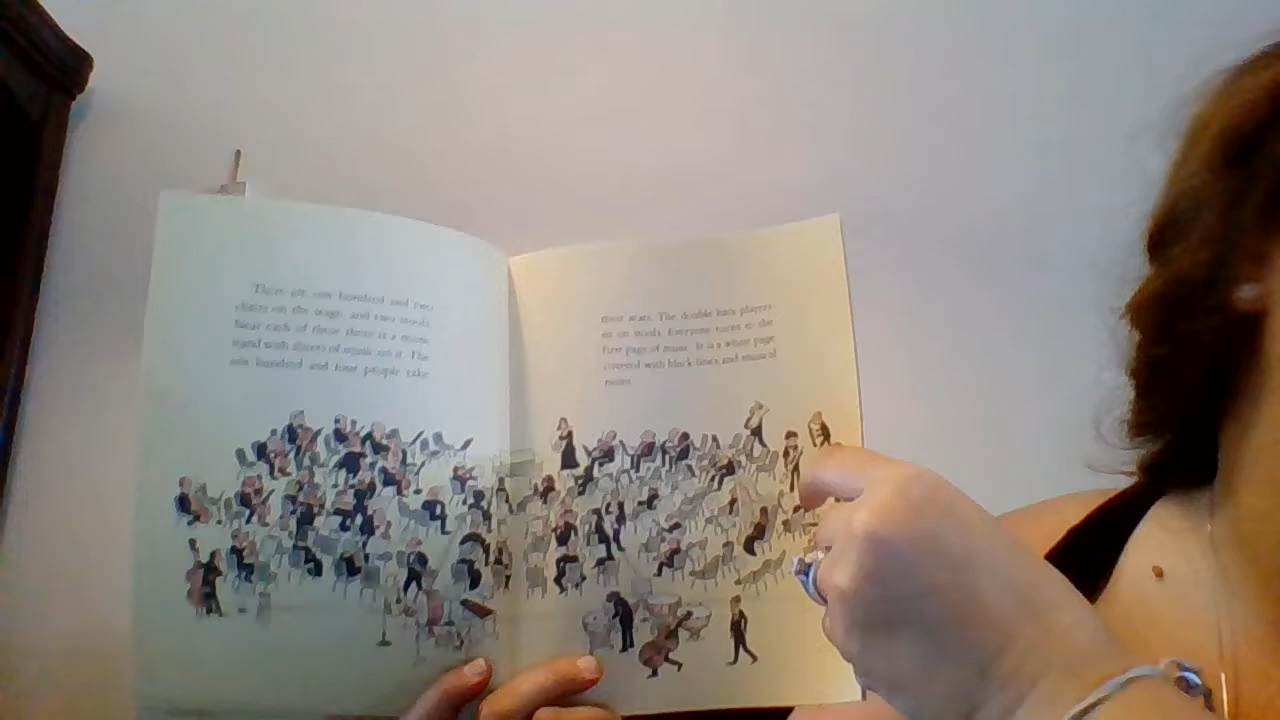 There are one hundred and two
chairs on the stage, and two stools.
Near each of these there is a music
stand with sheets of music on it. The
one hundred and four people take
their seats. The double bass players
sit on stools. Everyone turns to the
first page of music. It is a white page
covered with black lines and musical
notes.